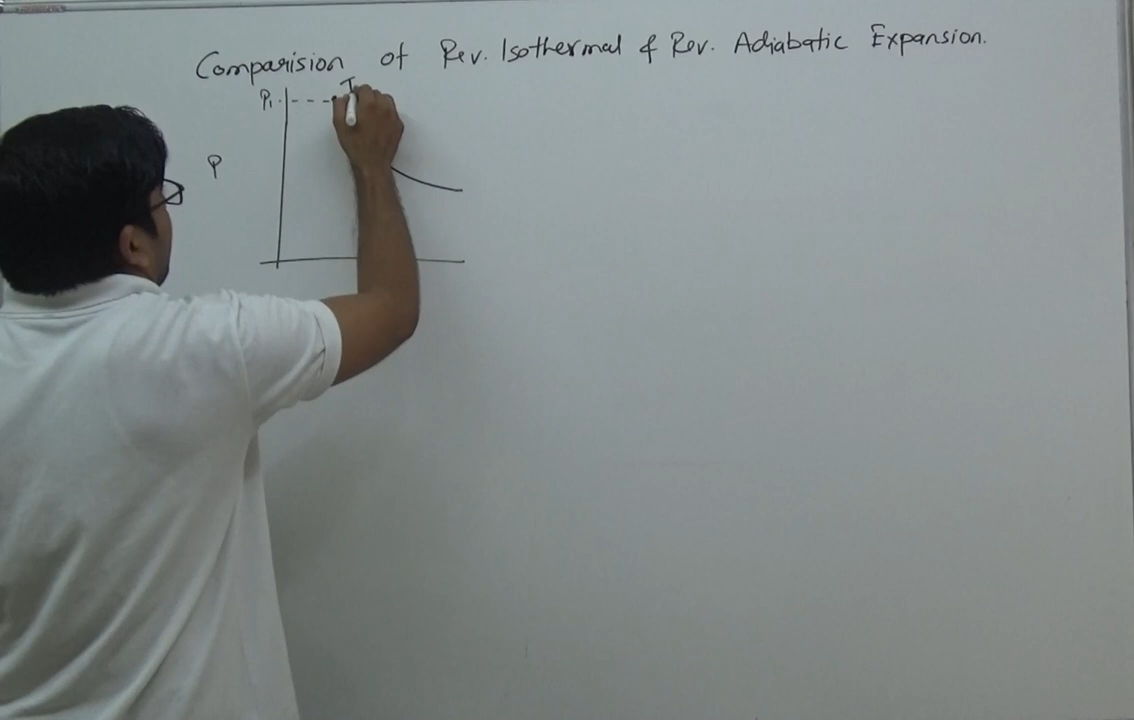 Comparision of Rev. Isothermal & Rev. Adiabatic Expansion.
P₁
P